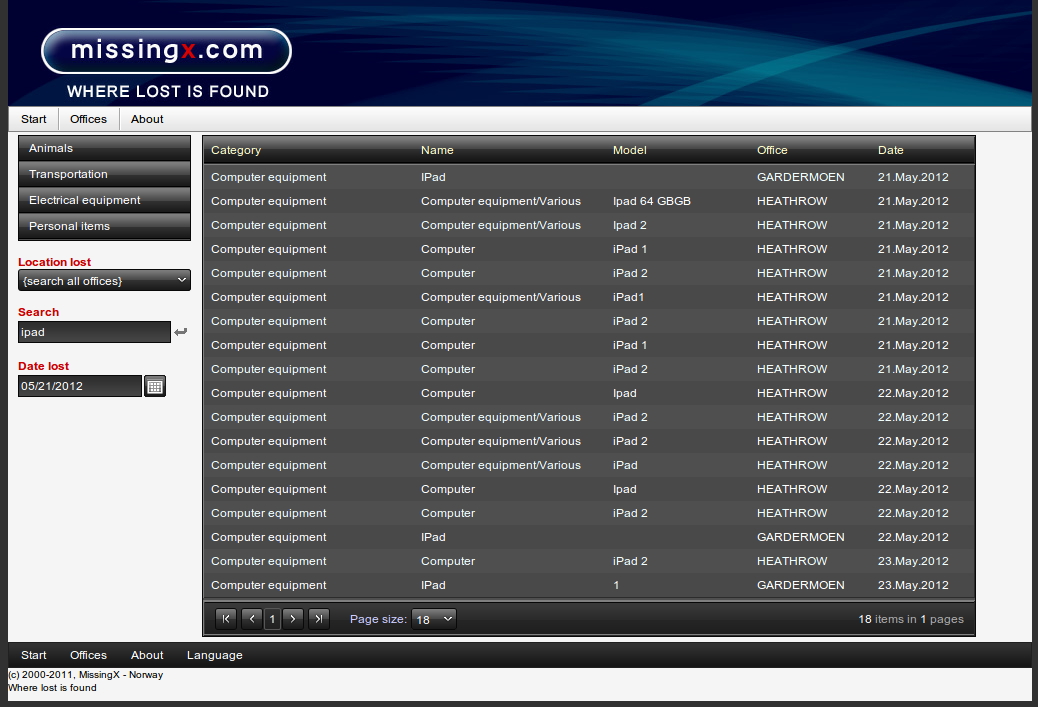 missingx.com
WHERE LOST IS FOUND
Start Offices About
Animals
Transportation
Electrical equipment
Personal items
Location lost
{search all offices}
Search
ipad
Date lost
05/21/2012
Category Name Model Office Date
Computer equipment IPad GARDERMOEN 21.May.2012
Computer equipment Computer equipment/Various Ipad 64 GBGB HEATHROW 21.May.2012
Computer equipment Computer equipment/Various Ipad 2 HEATHROW 21.May.2012
Computer equipment Computer iPad 1 HEATHROW 21.May.2012
Computer equipment Computer iPad 2 HEATHROW 21.May.2012
Computer equipment Computer equipment/Various iPad1 HEATHROW 21.May.2012
Computer equipment Computer iPad 2 HEATHROW 21.May.2012
Computer equipment Computer iPad 1 HEATHROW 21.May.2012
Computer equipment Computer iPad 2 HEATHROW 21.May.2012
Computer equipment Computer Ipad HEATHROW 22.May.2012
Computer equipment Computer equipment/Various iPad 2 HEATHROW 22.May.2012
Computer equipment Computer equipment/Various iPad 2 HEATHROW 22.May.2012
Computer equipment Computer equipment/Various iPad HEATHROW 22.May.2012
Computer equipment Computer Ipad HEATHROW 22.May.2012
Computer equipment Computer iPad 2 HEATHROW 22.May.2012
Computer equipment IPad GARDERMOEN 22.May.2012
Computer equipment Computer iPad 2 HEATHROW 23.May.2012
Computer equipment IPad 1 GARDERMOEN 23.May.2012
1 Page size: 18 18 items in 1 pages
Start Offices About Language
(c) 2000-2011, MissingX - Norway
Where lost is found